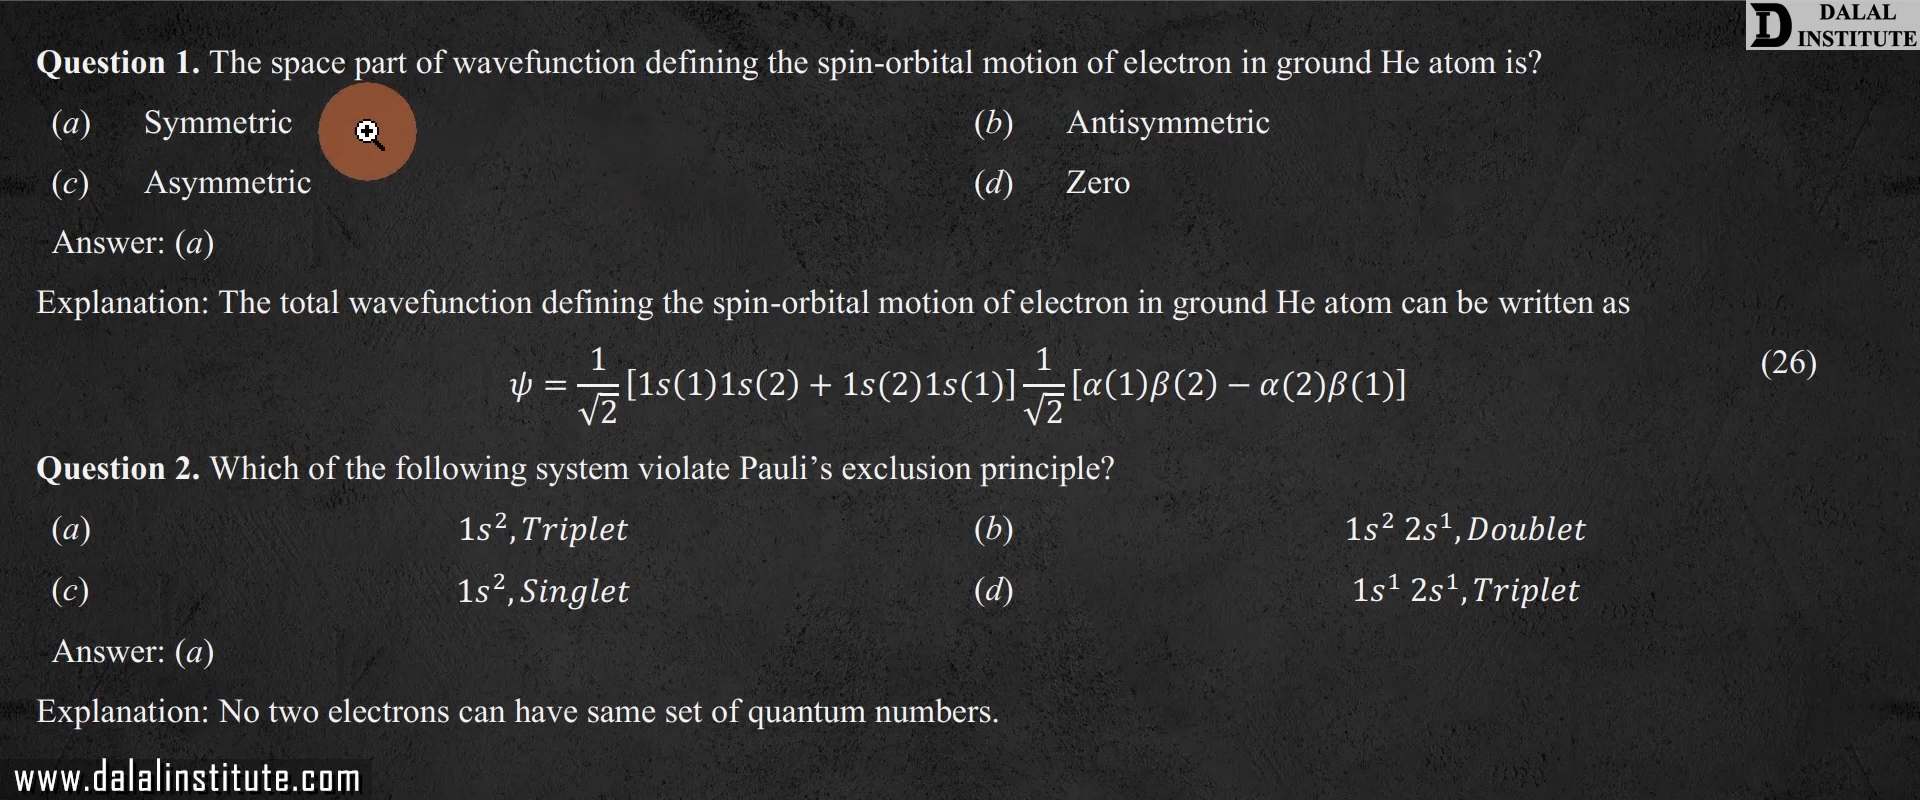 DALAL
INSTITUTE
Question 1. The space part of wavefunction defining the spin-orbital motion of electron in ground He atom is?
(a) Symmetric (b) Antisymmetric
(c) Asymmetric (d) Zero
Answer: (a)
Explanation: The total wavefunction defining the spin-orbital motion of electron in ground He atom can be written as
ψ = 1/√2 [1s(1)1s(2) + 1s(2)1s(1)] 1/√2 [α(1)β(2) − α(2)β(1)] (26)
Question 2. Which of the following system violate Pauli’s exclusion principle?
(a) 1s², Triplet (b) 1s² 2s¹, Doublet
(c) 1s², Singlet (d) 1s¹ 2s¹, Triplet
Answer: (a)
Explanation: No two electrons can have same set of quantum numbers.
www.dalalinstitute.com